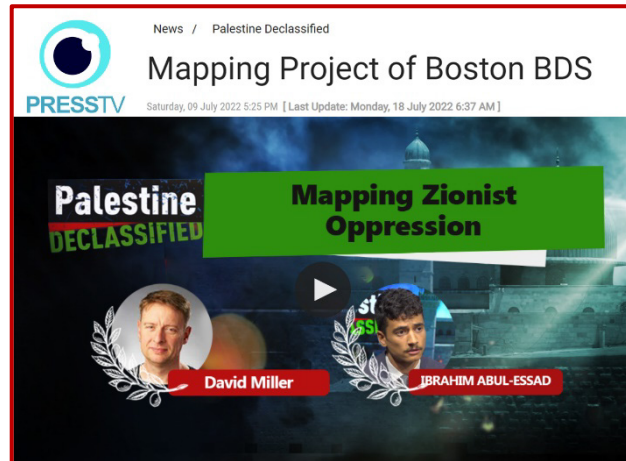 News / Palestine Declassified
Mapping Project of Boston BDS
PRESSTV
Saturday, 09 July 2022 5:25 PM [ Last Update: Monday, 18 July 2022 6:37 AM ]
Palestine
DECLASSIFIED
Mapping Zionist
Oppression
David Miller
IBRAHIM ABUL-ESSAD